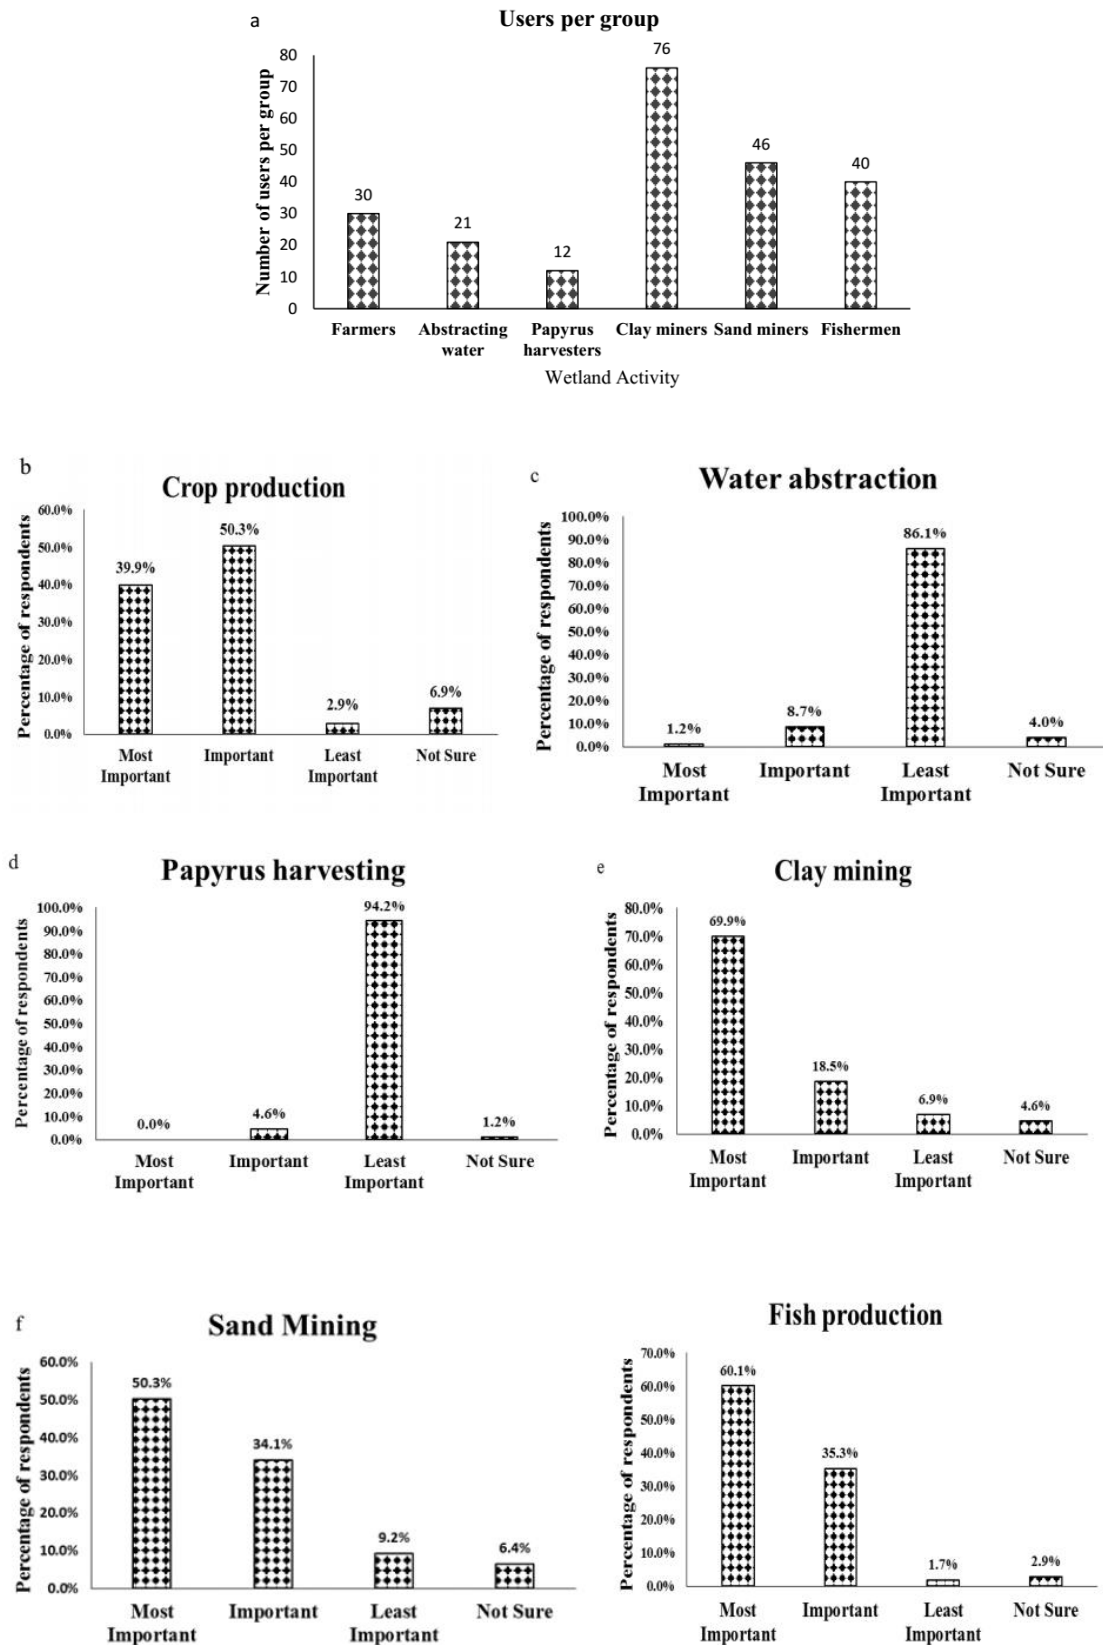 a
Users per group
Number of users per group
80
70
60
50
40
30
20
10
0
30
21
12
76
46
40
Farmers
Abstracting
water
Papyrus
harvesters
Clay miners
Sand miners
Fishermen
Wetland Activity
b
Crop production
Percentage of respondents
60.0%
50.0%
40.0%
30.0%
20.0%
10.0%
0.0%
39.9%
50.3%
2.9%
6.9%
Most
Important
Important
Least
Important
Not Sure
c
Water abstraction
Percentage of respondents
100.0%
90.0%
80.0%
70.0%
60.0%
50.0%
40.0%
30.0%
20.0%
10.0%
0.0%
1.2%
8.7%
86.1%
4.0%
Most
Important
Important
Least
Important
Not Sure
d
Papyrus harvesting
Percentage of respondents
100.0%
90.0%
80.0%
70.0%
60.0%
50.0%
40.0%
30.0%
20.0%
10.0%
0.0%
0.0%
4.6%
94.2%
1.2%
Most
Important
Important
Least
Important
Not Sure
e
Clay mining
Percentage of respondents
80.0%
70.0%
60.0%
50.0%
40.0%
30.0%
20.0%
10.0%
0.0%
69.9%
18.5%
6.9%
4.6%
Most
Important
Important
Least
Important
Not Sure
f
Sand Mining
Percentage of respondents
60.0%
50.0%
40.0%
30.0%
20.0%
10.0%
0.0%
50.3%
34.1%
9.2%
6.4%
Most
Important
Important
Least
Important
Not Sure
Fish production
Percentage of respondents
70.0%
60.0%
50.0%
40.0%
30.0%
20.0%
10.0%
0.0%
60.1%
35.3%
1.7%
2.9%
Most
Important
Important
Least
Important
Not Sure